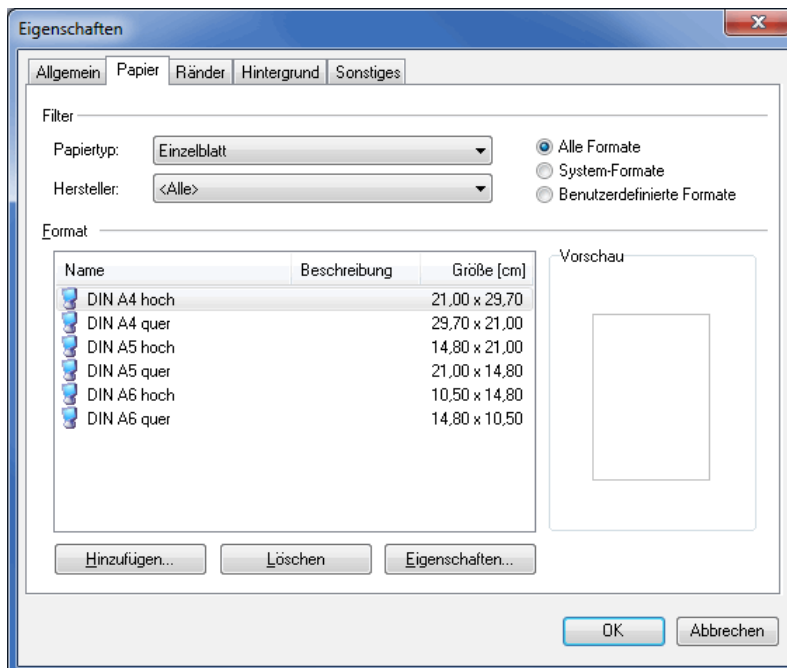 Eigenschaften
Allgemein Papier Ränder Hintergrund Sonstiges
Filter
Papiertyp: Einzelblatt
Alle Formate
System-Formate
Hersteller: <Alle>
Benutzerdefinierte Formate
Format
Name Beschreibung Größe [cm]
DIN A4 hoch 21,00 x 29,70
DIN A4 quer 29,70 x 21,00
DIN A5 hoch 14,80 x 21,00
DIN A5 quer 21,00 x 14,80
DIN A6 hoch 10,50 x 14,80
DIN A6 quer 14,80 x 10,50
Vorschau
Hinzufügen... Löschen Eigenschaften...
OK Abbrechen